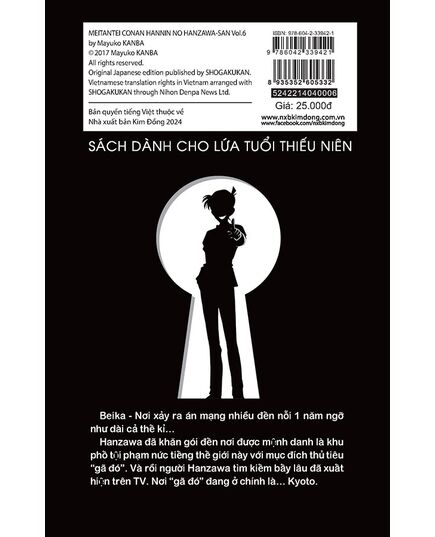 MEITANTEI CONAN HANNIN NO HANZAWA-SAN Vol.6
by Mayuko KANBA
© 2017 Mayuko KANBA
All rights reserved.
Original Japanese edition published by SHOGAKUKAN.
Vietnamese translation rights in Vietnam arranged with
SHOGAKUKAN through Nihon Denpa News Ltd.
Bản quyền tiếng Việt thuộc về
Nhà xuất bản Kim Đồng 2024
ISBN: 978-604-2-33942-1
9 786042 339421
8 935352 605332
5242214040006
Giá: 25.000đ
www.nxbkimdong.com.vn
www.facebook.com/nxbkimdong
SÁCH DÀNH CHO LỨA TUỔI THIẾU NIÊN
Beika - Nơi xảy ra án mạng nhiều đến nỗi 1 năm ngỡ
như dài cả thế kỉ...
Hanzawa đã khăn gói đến nơi được mệnh danh là khu
phố tội phạm nức tiếng thế giới này với mục đích thủ tiêu
“gã đó”. Và rồi người Hanzawa tìm kiếm bấy lâu đã xuất
hiện trên TV. Nơi “gã đó” đang ở chính là... Kyoto.